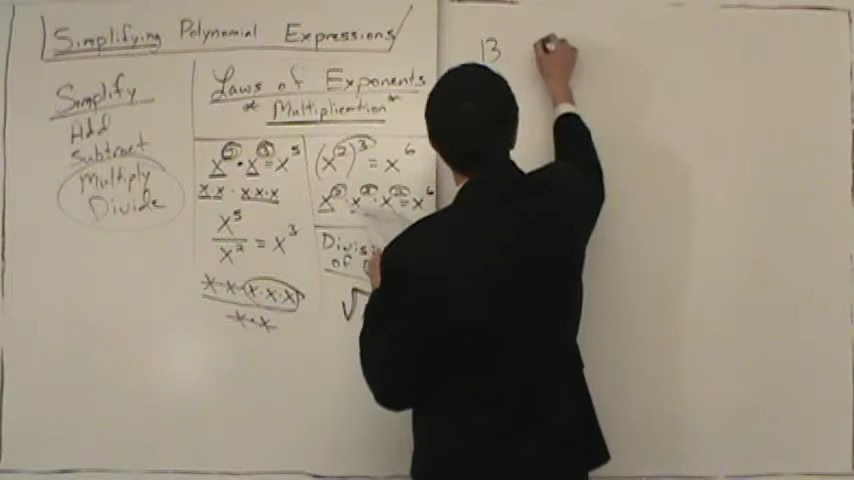 Simplifying Polynomial Expressions
Simplify
Add
Subtract
Multiply
Divide
Laws of Exponents
* Multiplication *
x² · x³ = x⁵
x·x · x·x·x
x⁵/x² = x³
x·x·x·x·x
x·x
(x²)³ = x⁶
x² · x² · x² = x⁶
of
√
13